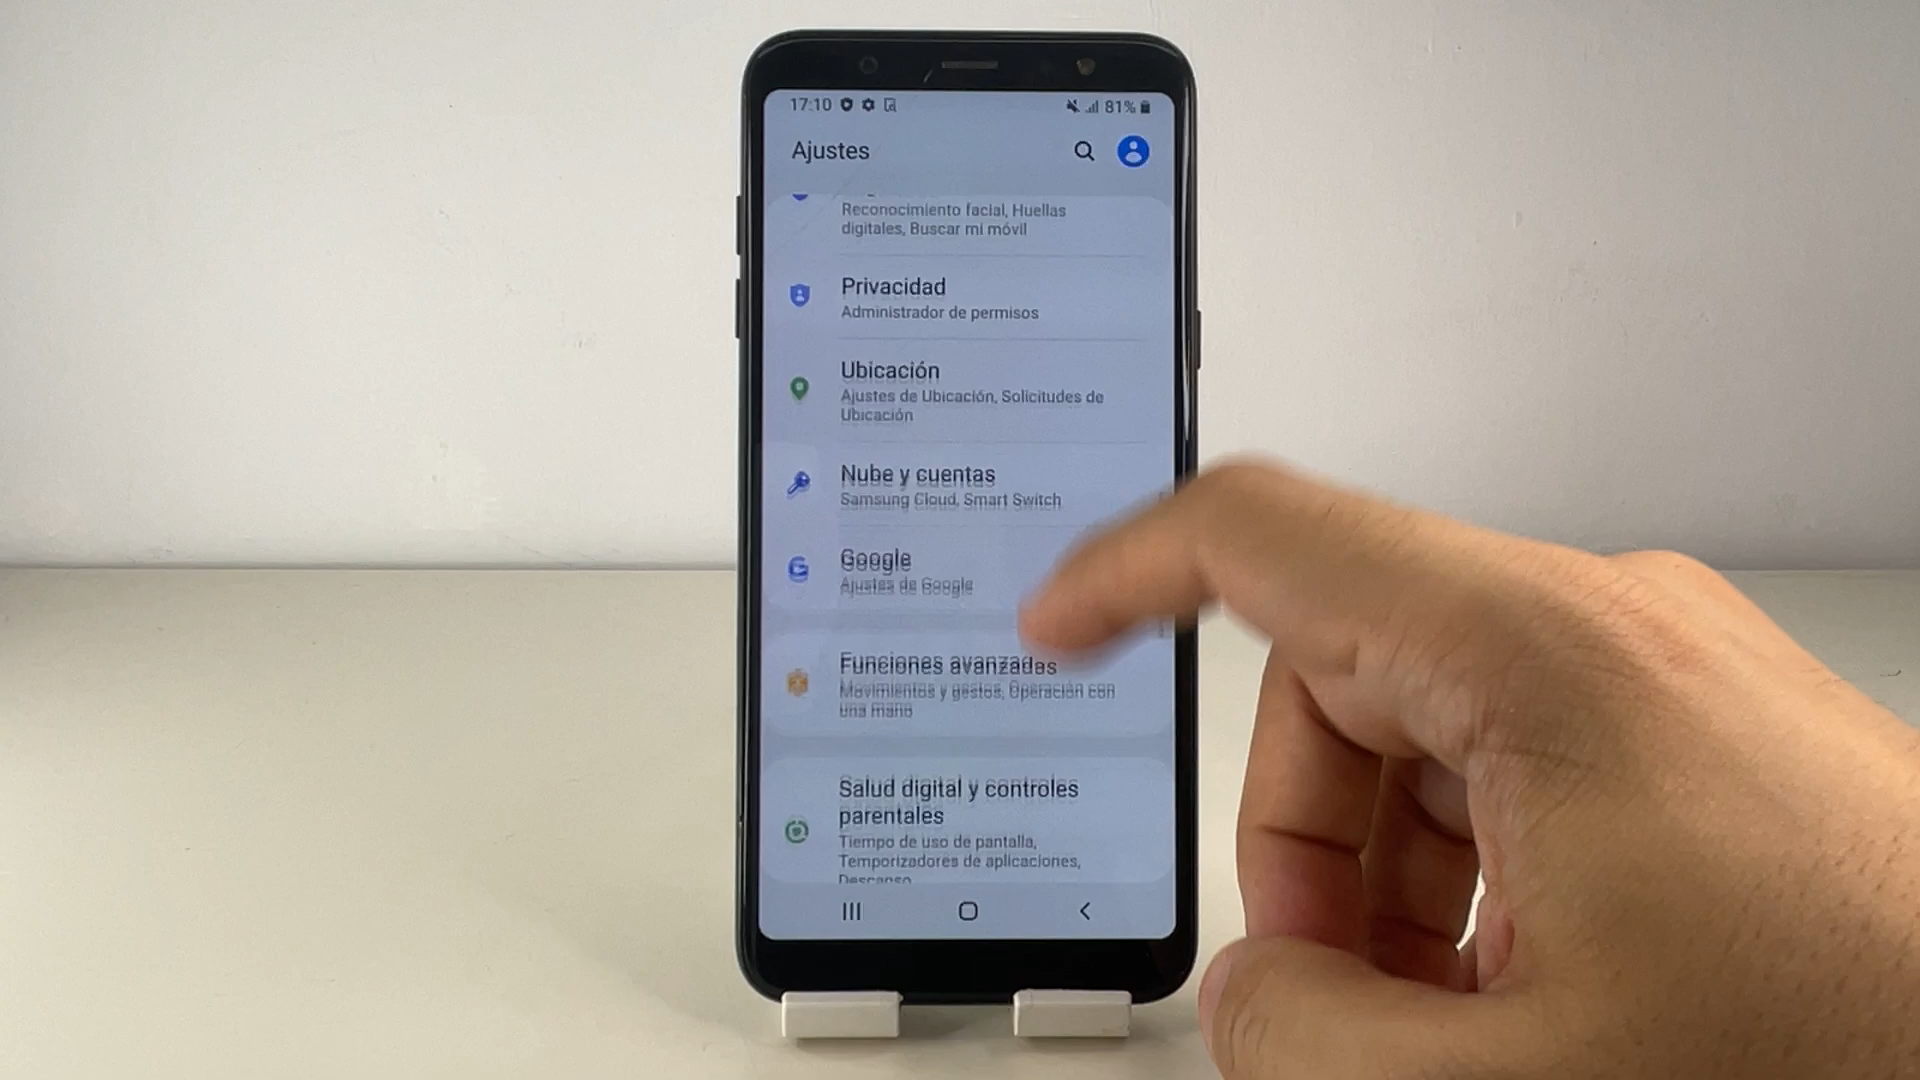 17:10
81%
Ajustes
Reconocimiento facial, Huellas
digitales, Buscar mi móvil
Privacidad
Administrador de permisos
Ubicación
Ajustes de Ubicación, Solicitudes de
Ubicación
Nube y cuentas
Samsung Cloud, Smart Switch
Google
Ajustes de Google
Funciones avanzadas
Movimientos y gestos, Operación con
una mano
Salud digital y controles
parentales
Tiempo de uso de pantalla,
Temporizadores de aplicaciones,
Descanso